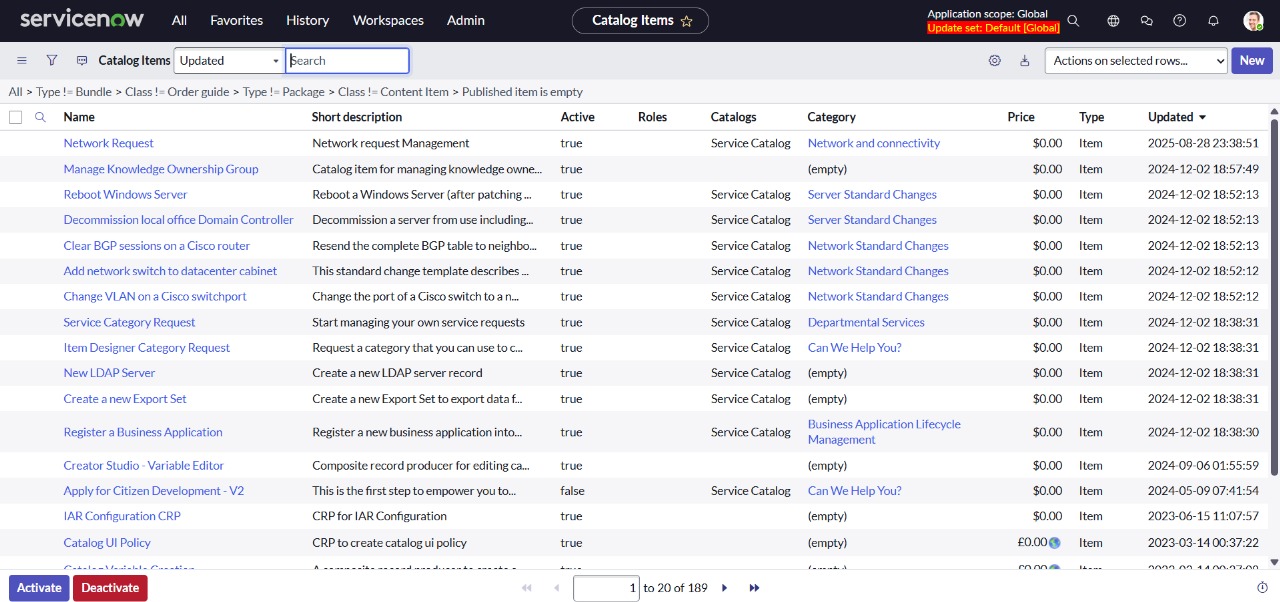 servicenow All Favorites History Workspaces Admin Catalog Items Application scope: Global
Update set: Default [Global]
Catalog Items Updated Search Actions on selected rows... New
All > Type != Bundle > Class != Order guide > Type != Package > Class != Content Item > Published item is empty
Name Short description Active Roles Catalogs Category Price Type Updated
Network Request Network request Management true Service Catalog Network and connectivity $0.00 Item 2025-08-28 23:38:51
Manage Knowledge Ownership Group Catalog item for managing knowledge owne... true (empty) $0.00 Item 2024-12-02 18:57:49
Reboot Windows Server Reboot a Windows Server (after patching ... true Service Catalog Server Standard Changes $0.00 Item 2024-12-02 18:52:13
Decommission local office Domain Controller Decommission a server from use including... true Service Catalog Server Standard Changes $0.00 Item 2024-12-02 18:52:13
Clear BGP sessions on a Cisco router Resend the complete BGP table to neighbo... true Service Catalog Network Standard Changes $0.00 Item 2024-12-02 18:52:13
Add network switch to datacenter cabinet This standard change template describes ... true Service Catalog Network Standard Changes $0.00 Item 2024-12-02 18:52:12
Change VLAN on a Cisco switchport Change the port of a Cisco switch to a n... true Service Catalog Network Standard Changes $0.00 Item 2024-12-02 18:52:12
Service Category Request Start managing your own service requests true Service Catalog Departmental Services $0.00 Item 2024-12-02 18:38:31
Item Designer Category Request Request a category that you can use to c... true Service Catalog Can We Help You? $0.00 Item 2024-12-02 18:38:31
New LDAP Server Create a new LDAP server record true Service Catalog (empty) $0.00 Item 2024-12-02 18:38:31
Create a new Export Set Create a new Export Set to export data f... true Service Catalog (empty) $0.00 Item 2024-12-02 18:38:31
Register a Business Application Register a new business application into... true Service Catalog Business Application Lifecycle Management $0.00 Item 2024-12-02 18:38:30
Creator Studio - Variable Editor Composite record producer for editing ca... true (empty) $0.00 Item 2024-09-06 01:55:59
Apply for Citizen Development - V2 This is the first step to empower you to... false Service Catalog Can We Help You? $0.00 Item 2024-05-09 07:41:54
IAR Configuration CRP CRP for IAR Configuration true (empty) $0.00 Item 2023-06-15 11:07:57
Catalog UI Policy CRP to create catalog ui policy true (empty) £0.00 Item 2023-03-14 00:37:22
Activate Deactivate 1 to 20 of 189